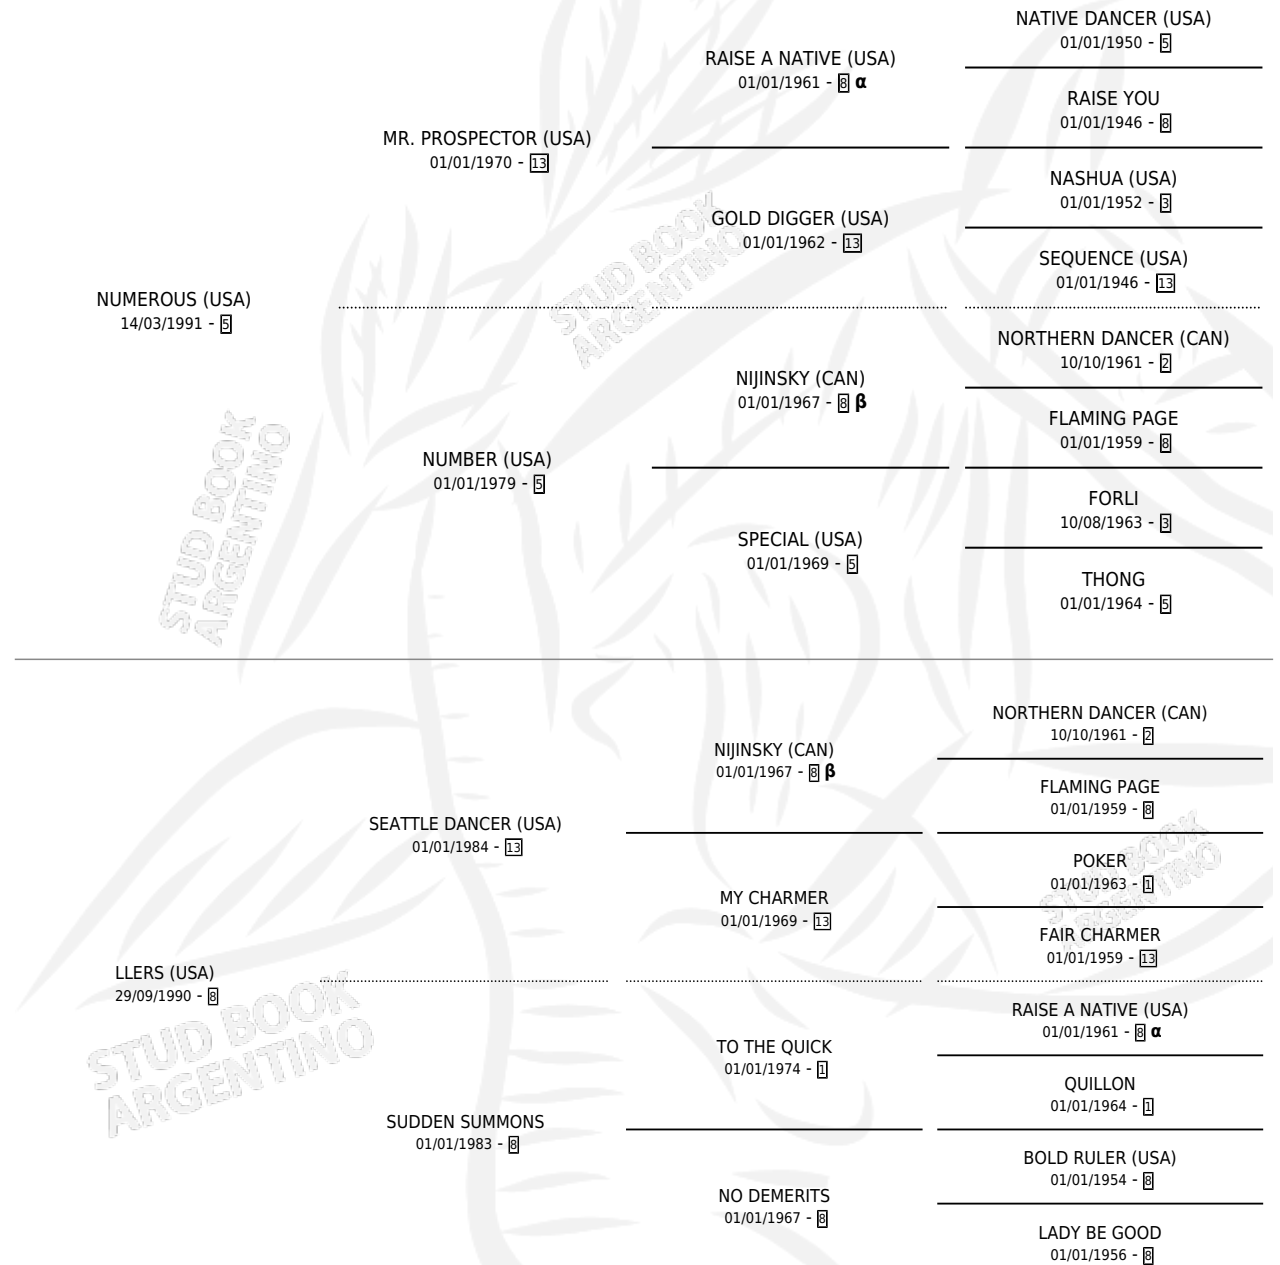 NATIVE DANCER (USA)
01/01/1950 - 5
RAISE A NATIVE (USA)
01/01/1961 - 8 α
RAISE YOU
01/01/1946 - 8
MR. PROSPECTOR (USA)
01/01/1970 - 13
NASHUA (USA)
01/01/1952 - 3
GOLD DIGGER (USA)
01/01/1962 - 13
SEQUENCE (USA)
01/01/1946 - 13
NUMEROUS (USA)
14/03/1991 - 5
NORTHERN DANCER (CAN)
10/10/1961 - 2
NIJINSKY (CAN)
01/01/1967 - 8 β
FLAMING PAGE
01/01/1959 - 8
NUMBER (USA)
01/01/1979 - 5
FORLI
10/08/1963 - 3
SPECIAL (USA)
01/01/1969 - 5
THONG
01/01/1964 - 5
NORTHERN DANCER (CAN)
10/10/1961 - 2
NIJINSKY (CAN)
01/01/1967 - 8 β
FLAMING PAGE
01/01/1959 - 8
SEATTLE DANCER (USA)
01/01/1984 - 13
POKER
01/01/1963 - 1
MY CHARMER
01/01/1969 - 13
FAIR CHARMER
01/01/1959 - 13
LLERS (USA)
29/09/1990 - 8
RAISE A NATIVE (USA)
01/01/1961 - 8 α
TO THE QUICK
01/01/1974 - 1
QUILLON
01/01/1964 - 1
SUDDEN SUMMONS
01/01/1983 - 8
BOLD RULER (USA)
01/01/1954 - 8
NO DEMERITS
01/01/1967 - 8
LADY BE GOOD
01/01/1956 - 8
STUD BOOK
ARGENTINO
STUD BOOK
ARGENTINO
STUD BOOK
ARGENTINO
STUD BOOK
ARGENTINO